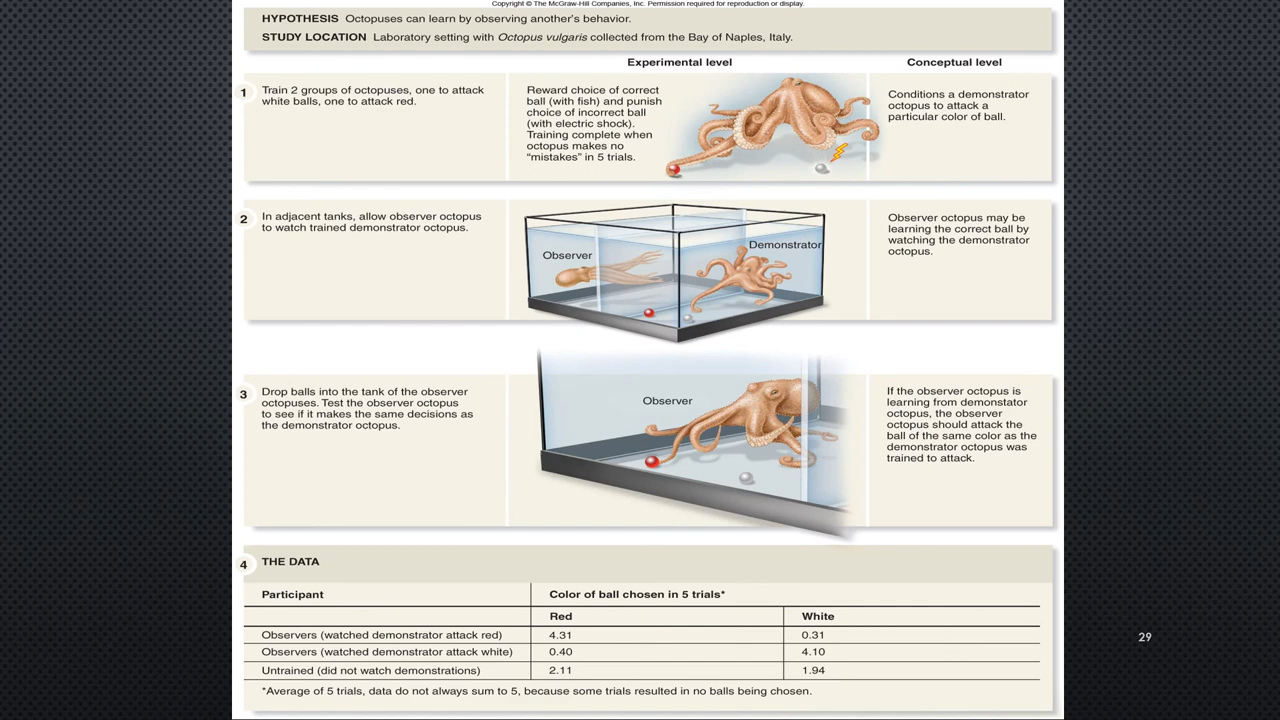 Copyright © The McGraw-Hill Companies, Inc. Permission required for reproduction or display.
HYPOTHESIS Octopuses can learn by observing another's behavior.
STUDY LOCATION Laboratory setting with Octopus vulgaris collected from the Bay of Naples, Italy.
Experimental level
Conceptual level
1
Train 2 groups of octopuses, one to attack
white balls, one to attack red.
Reward choice of correct
ball (with fish) and punish
choice of incorrect ball
(with electric shock).
Training complete when
octopus makes no
“mistakes” in 5 trials.
Conditions a demonstrator
octopus to attack a
particular color of ball.
2
In adjacent tanks, allow observer octopus
to watch trained demonstrator octopus.
Observer
Demonstrator
Observer octopus may be
learning the correct ball by
watching the demonstrator
octopus.
3
Drop balls into the tank of the observer
octopuses. Test the observer octopus
to see if it makes the same decisions as
the demonstrator octopus.
Observer
If the observer octopus is
learning from demonstator
octopus, the observer
octopus should attack the
ball of the same color as the
demonstrator octopus was
trained to attack.
4
THE DATA
Participant
Color of ball chosen in 5 trials*
Red
White
Observers (watched demonstrator attack red) 4.31 0.31
Observers (watched demonstrator attack white) 0.40 4.10
Untrained (did not watch demonstrations) 2.11 1.94
*Average of 5 trials, data do not always sum to 5, because some trials resulted in no balls being chosen.
29